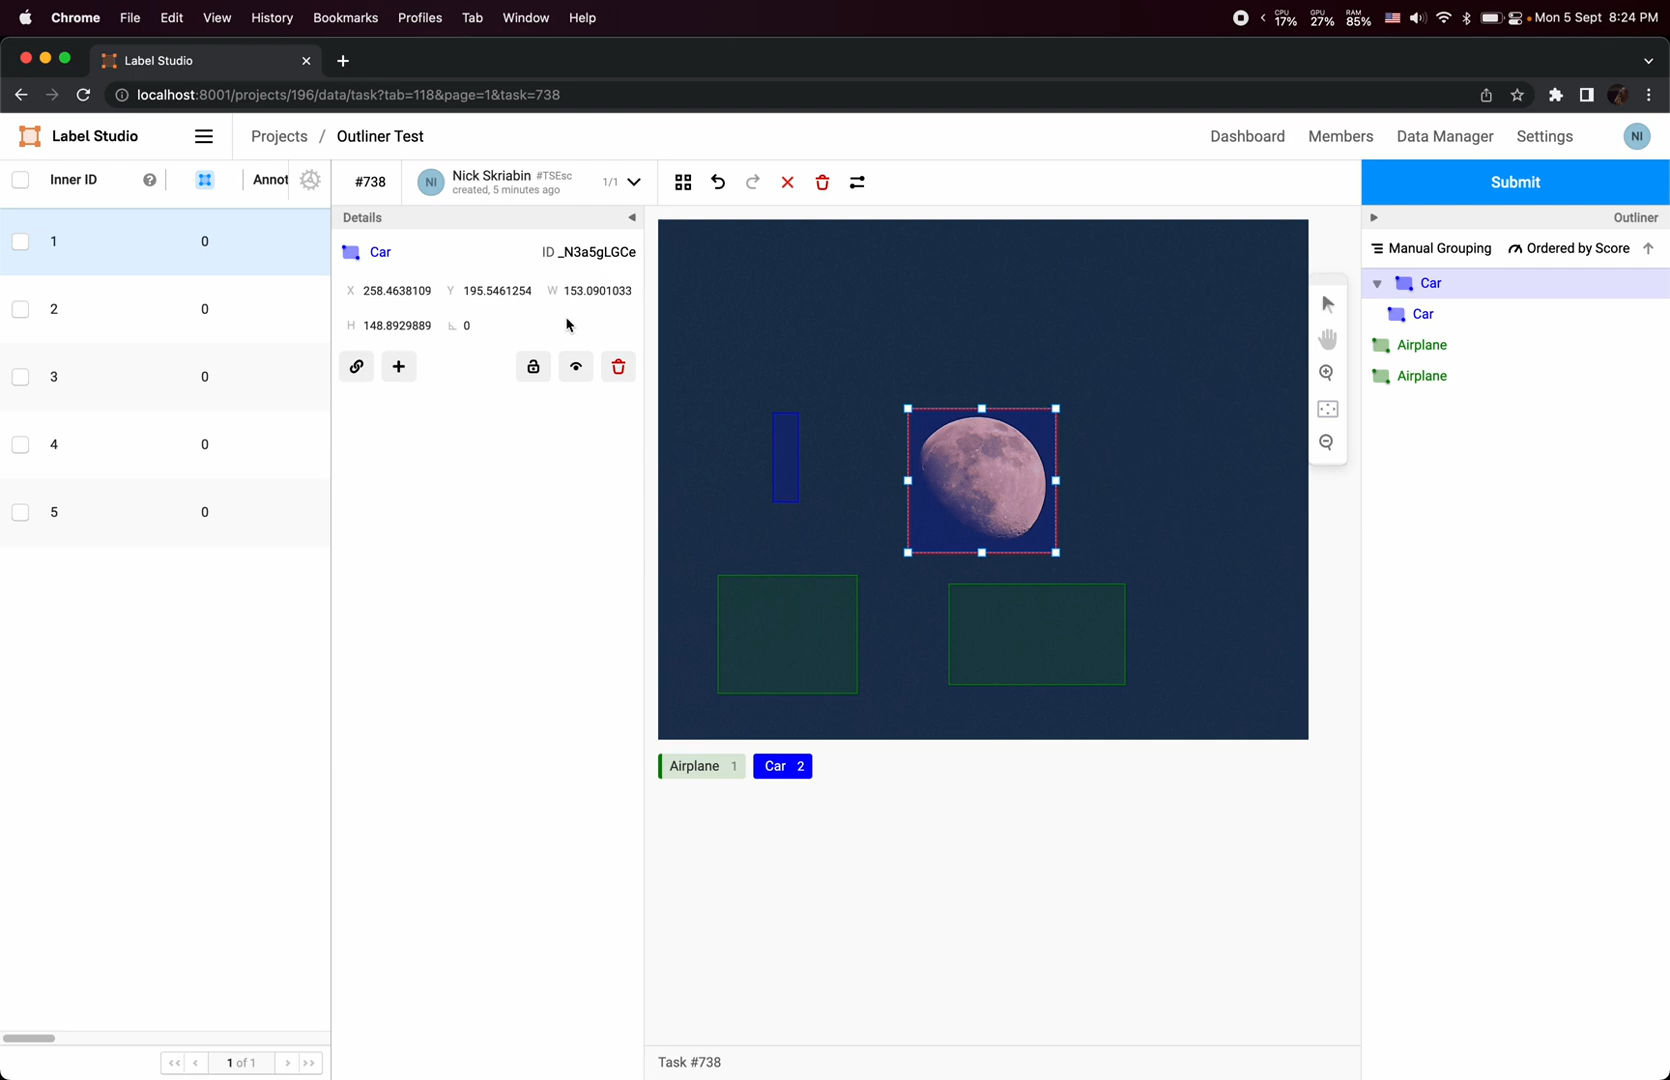 Chrome File Edit View History Bookmarks Profiles Tab Window Help CPU 17% GPU 27% RAM 85% Mon 5 Sept 8:24 PM
Label Studio
localhost:8001/projects/196/data/task?tab=118&page=1&task=738
Label Studio Projects / Outliner Test Dashboard Members Data Manager Settings NI
Inner ID Annot #738 NI Nick Skriabin #TSEsc 1/1 Submit
created, 5 minutes ago
Details Outliner
Manual Grouping Ordered by Score
Car ID _N3a5gLGCe
X 258.4638109 Y 195.5461254 W 153.0901033
H 148.8929889 0
1 0
2 0
3 0
4 0
5 0
Car
Car
Airplane
Airplane
Airplane 1 Car 2
1 of 1
Task #738